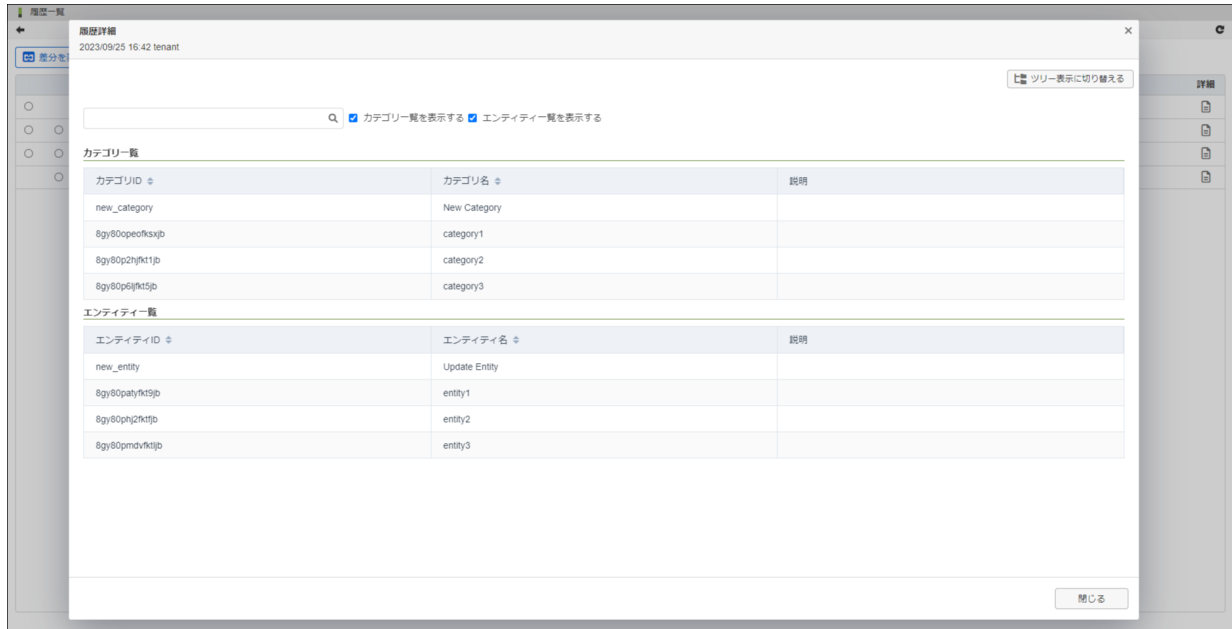 履歴一覧
履歴詳細
2023/09/25 16:42 tenant
差分を
詳細
ツリー表示に切り替える
カテゴリ一覧を表示する エンティティ一覧を表示する
カテゴリ一覧
カテゴリID カテゴリ名 説明
new_category New Category
8gy80opeofksxjb category1
8gy80p2hjfkt1jb category2
8gy80p6ljfkt5jb category3
エンティティ一覧
エンティティID エンティティ名 説明
new_entity Update Entity
8gy80patyfkt9jb entity1
8gy80phj2fktfjb entity2
8gy80pmdvfktljb entity3
閉じる